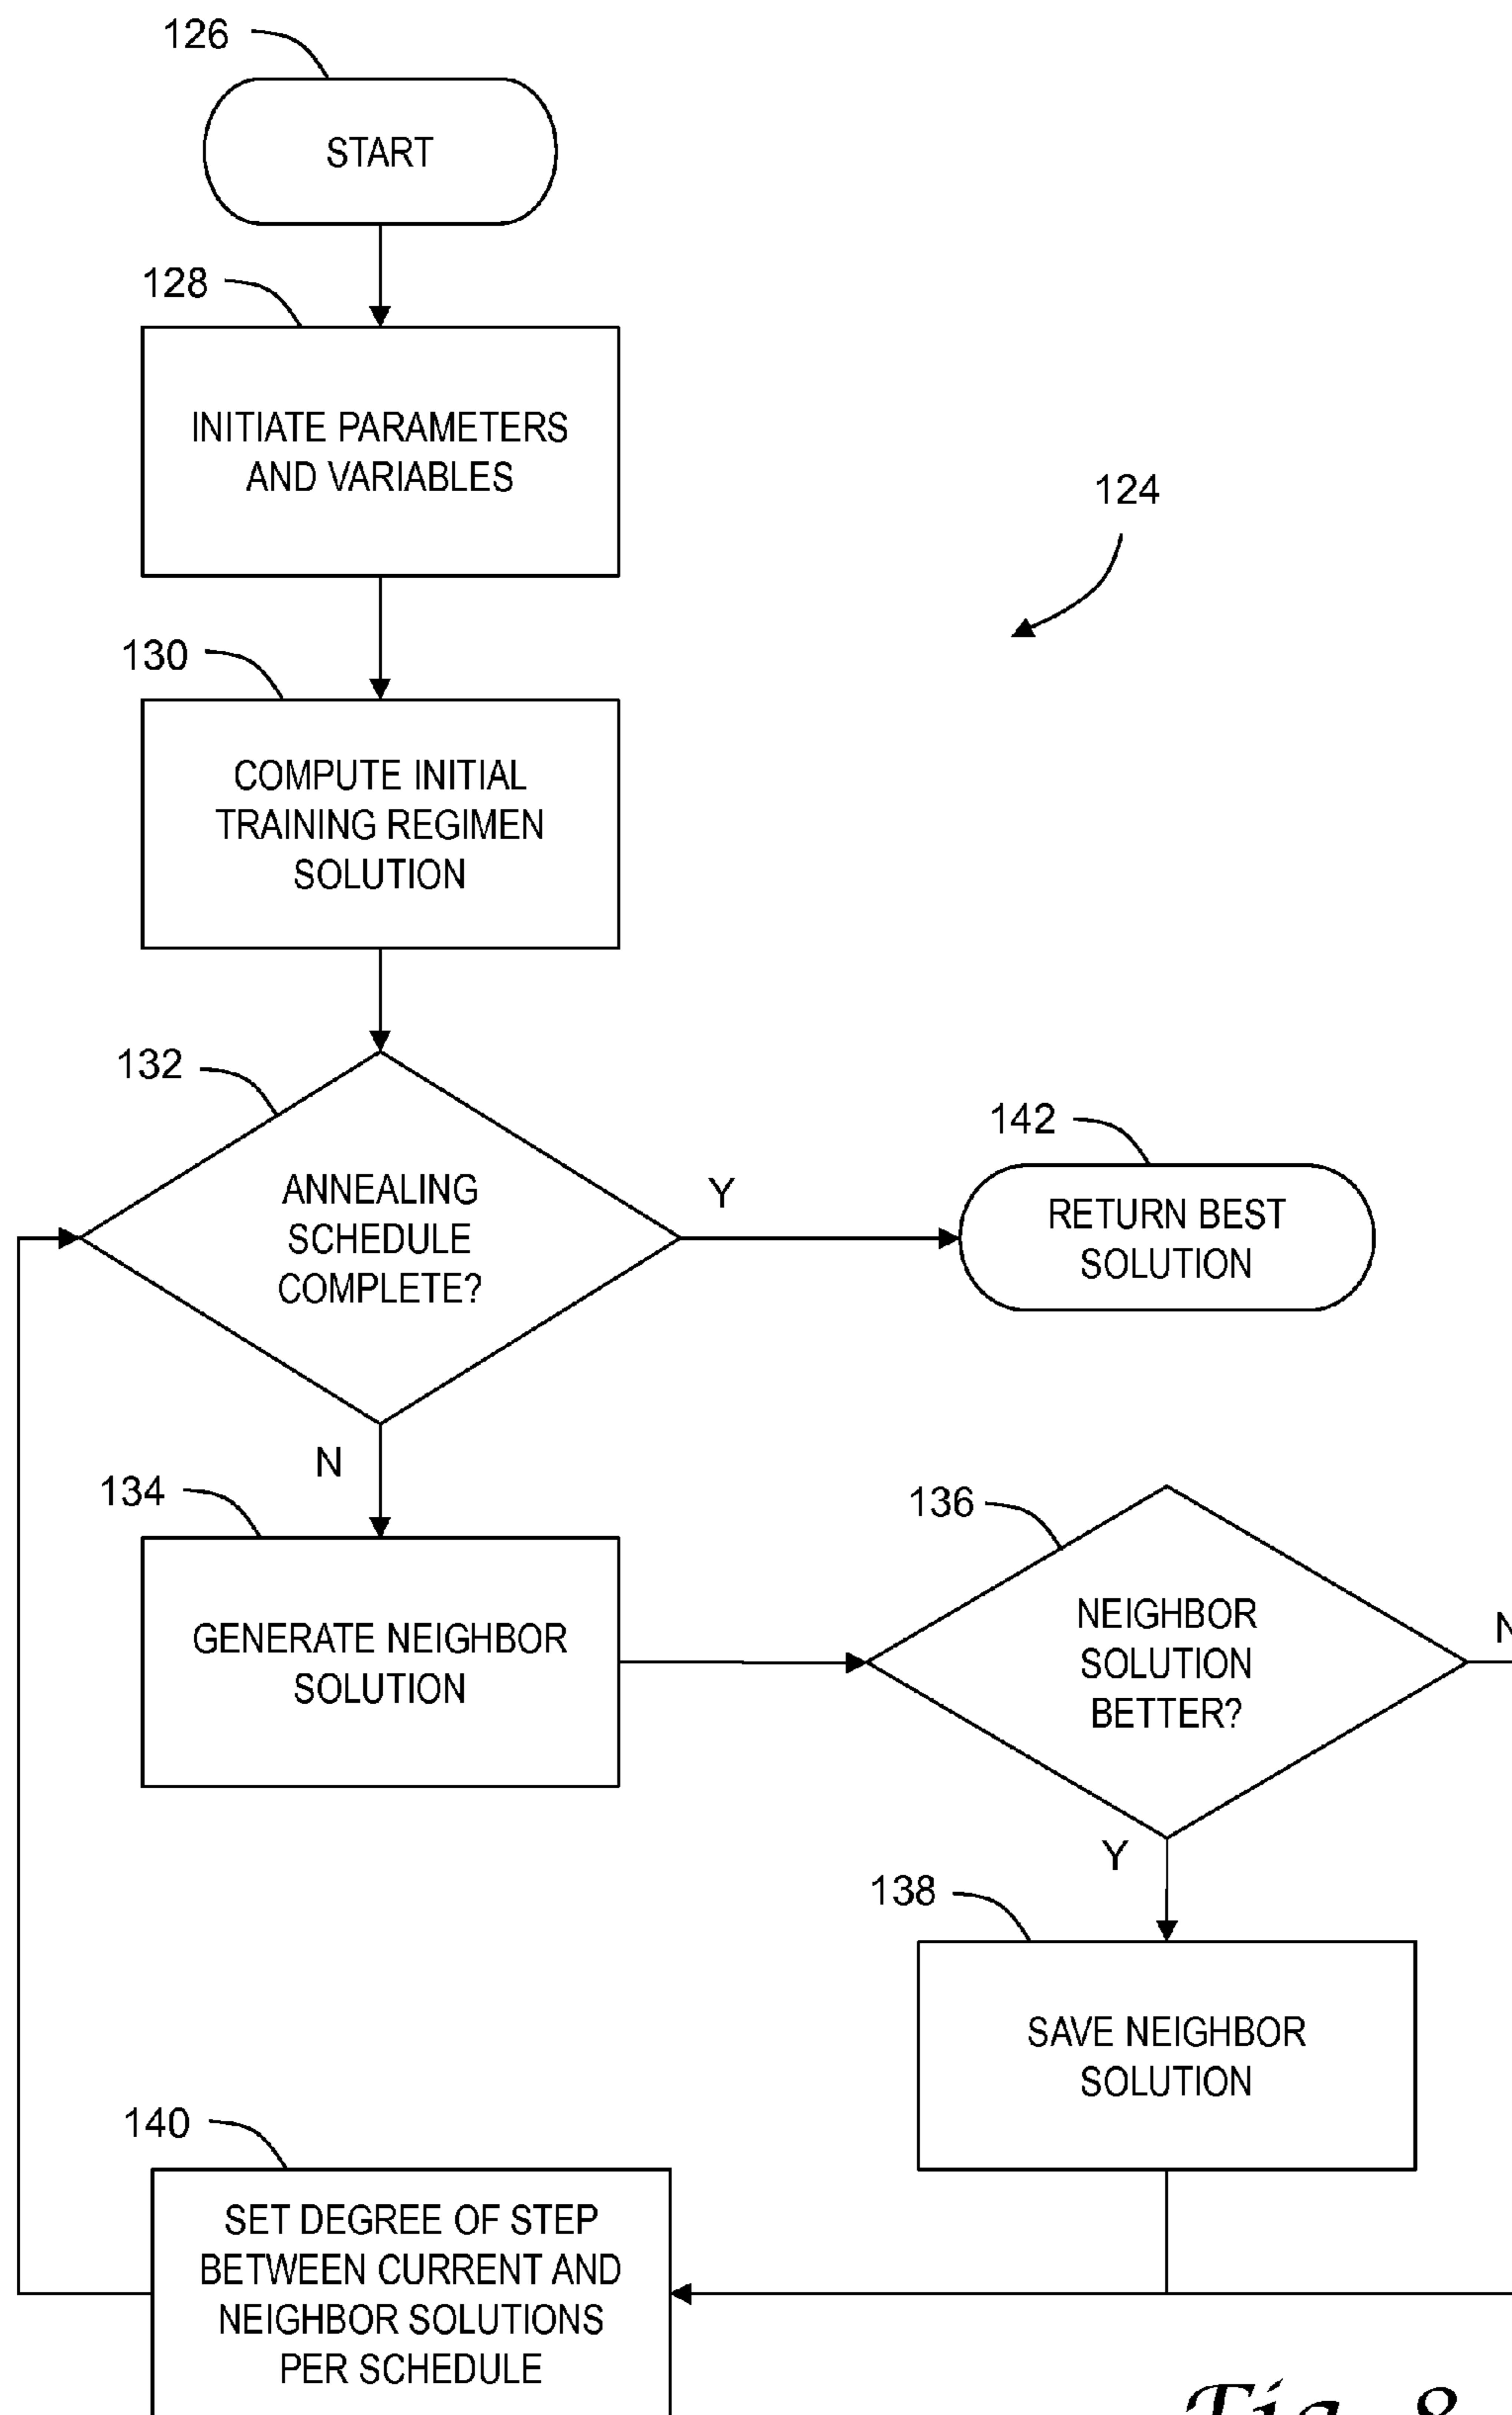 126
START
128
INITIATE PARAMETERS
AND VARIABLES
124
130
COMPUTE INITIAL
TRAINING REGIMEN
SOLUTION
132
ANNEALING
SCHEDULE
COMPLETE?
Y
142
RETURN BEST
SOLUTION
N
134
GENERATE NEIGHBOR
SOLUTION
136
NEIGHBOR
SOLUTION
BETTER?
N
Y
138
SAVE NEIGHBOR
SOLUTION
140
SET DEGREE OF STEP
BETWEEN CURRENT AND
NEIGHBOR SOLUTIONS
PER SCHEDULE
Fig. 8